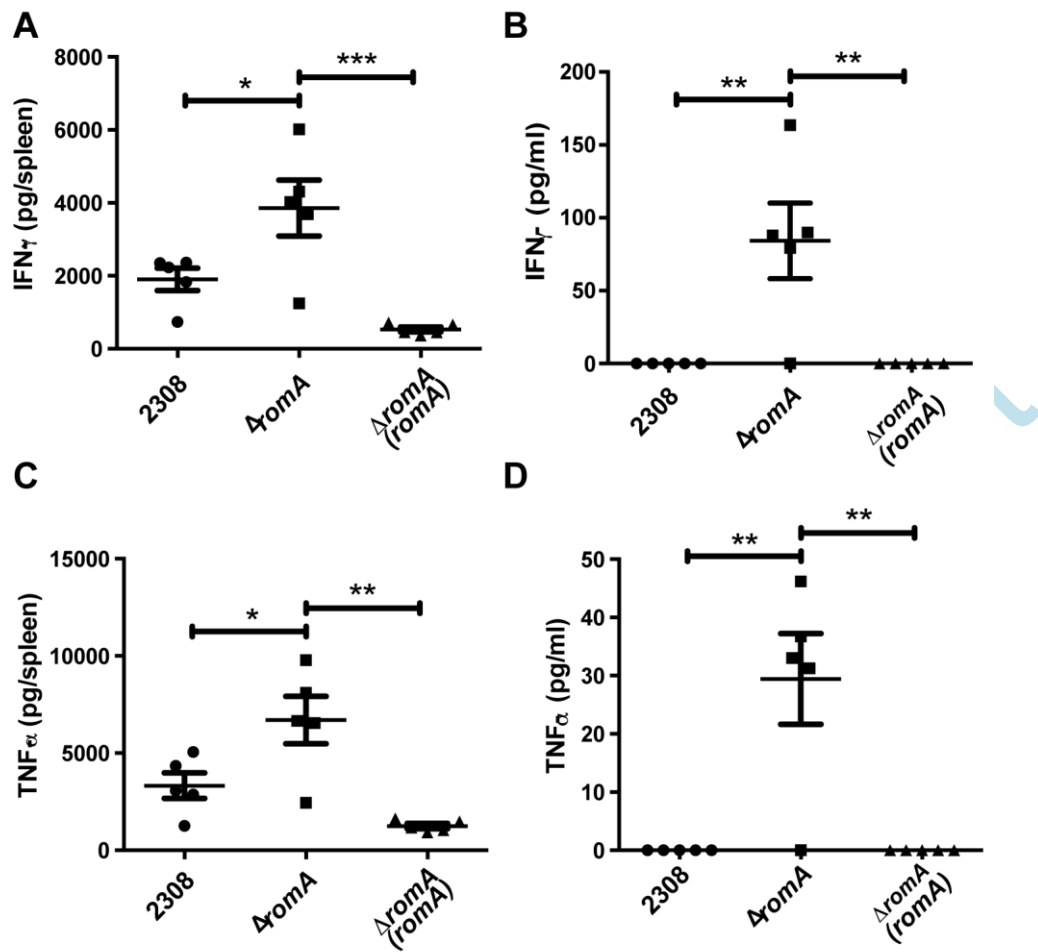 A
IFNγ (pg/spleen)
8000
6000
4000
2000
0
*
***
2308
ΔromA
ΔromA
(romA)
B
IFNγ (pg/ml)
200
150
100
50
0
**
**
2308
ΔromA
ΔromA
(romA)
C
TNFα (pg/spleen)
15000
10000
5000
0
*
**
2308
ΔromA
ΔromA
(romA)
D
TNFα (pg/ml)
50
40
30
20
10
0
**
**
2308
ΔromA
ΔromA
(romA)